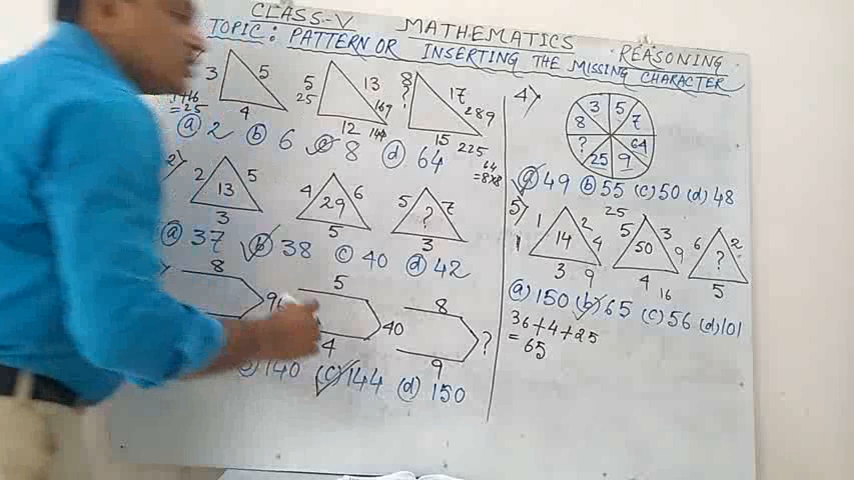 CLASS-V MATHEMATICS REASONING
TOPIC: PATTERN OR INSERTING THE MISSING CHARACTER
3 5 4
=25
5 25 13 169 12 144
8 ? 17 289 15 225
64 =8x8
(a) 2 (b) 6 (c) 8 (d) 64
2) 2 5 13 3
4 6 29 5
5 7 ? 3
(a) 37 (b) 38 (c) 40 (d) 42
8 96
5 40 4
8 ? 9
140 (c) 144 (d) 150
4) 3 5 7 64 9 25 ? 8
(a) 49 (b) 55 (c) 50 (d) 48
5) 1 1 2 4 14 3 9
25 5 3 9 50 4 16
6 2 ? 5
(a) 150 (b) 65 (c) 56 (d) 101
36+4+25
=65